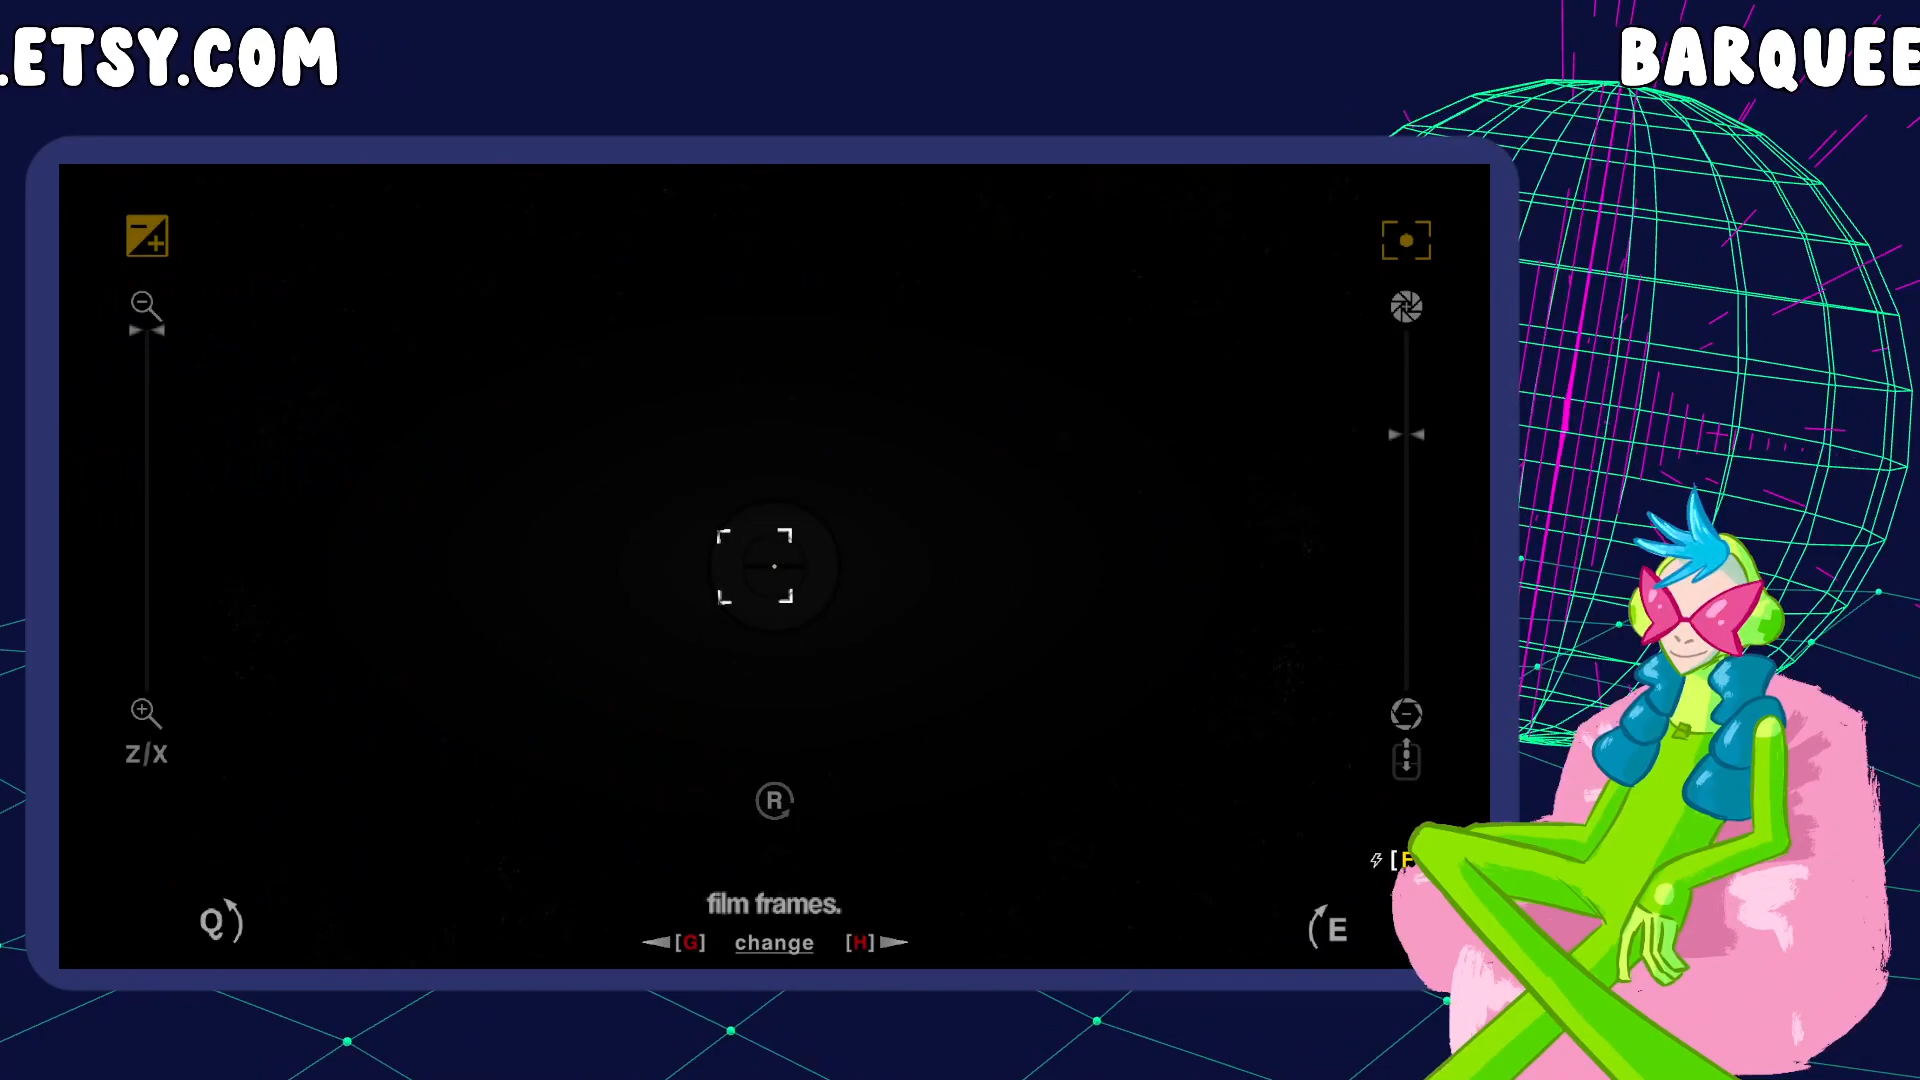 .ETSY.COM
BARQUEE
Z/X
R
[F
Q
film frames.
E
[G] change [H]